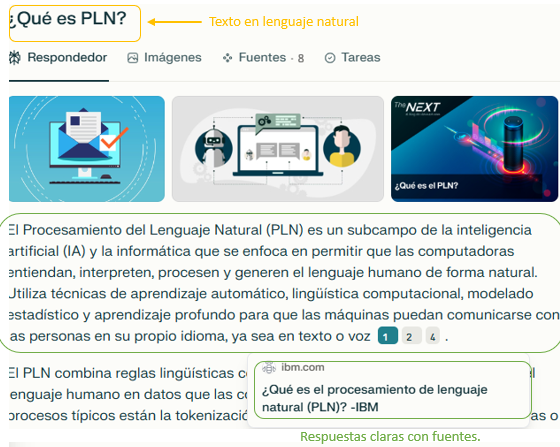 ¿Qué es PLN?
Texto en lenguaje natural
Respondedor
Imágenes
Fuentes · 8
Tareas
The NEXT
¿Qué es el PLN?
El Procesamiento del Lenguaje Natural (PLN) es un subcampo de la inteligencia
artificial (IA) y la informática que se enfoca en permitir que las computadoras
entiendan, interpreten, procesen y generen el lenguaje humano de forma natural.
Utiliza técnicas de aprendizaje automático, lingüística computacional, modelado
estadístico y aprendizaje profundo para que las máquinas puedan comunicarse con
las personas en su propio idioma, ya sea en texto o voz 1 2 4 .
El PLN combina reglas lingüísticas
lenguaje humano en datos que las
procesos típicos están la
ibm.com
¿Qué es el procesamiento de lenguaje
natural (PNL)? -IBM
Respuestas claras con fuentes.